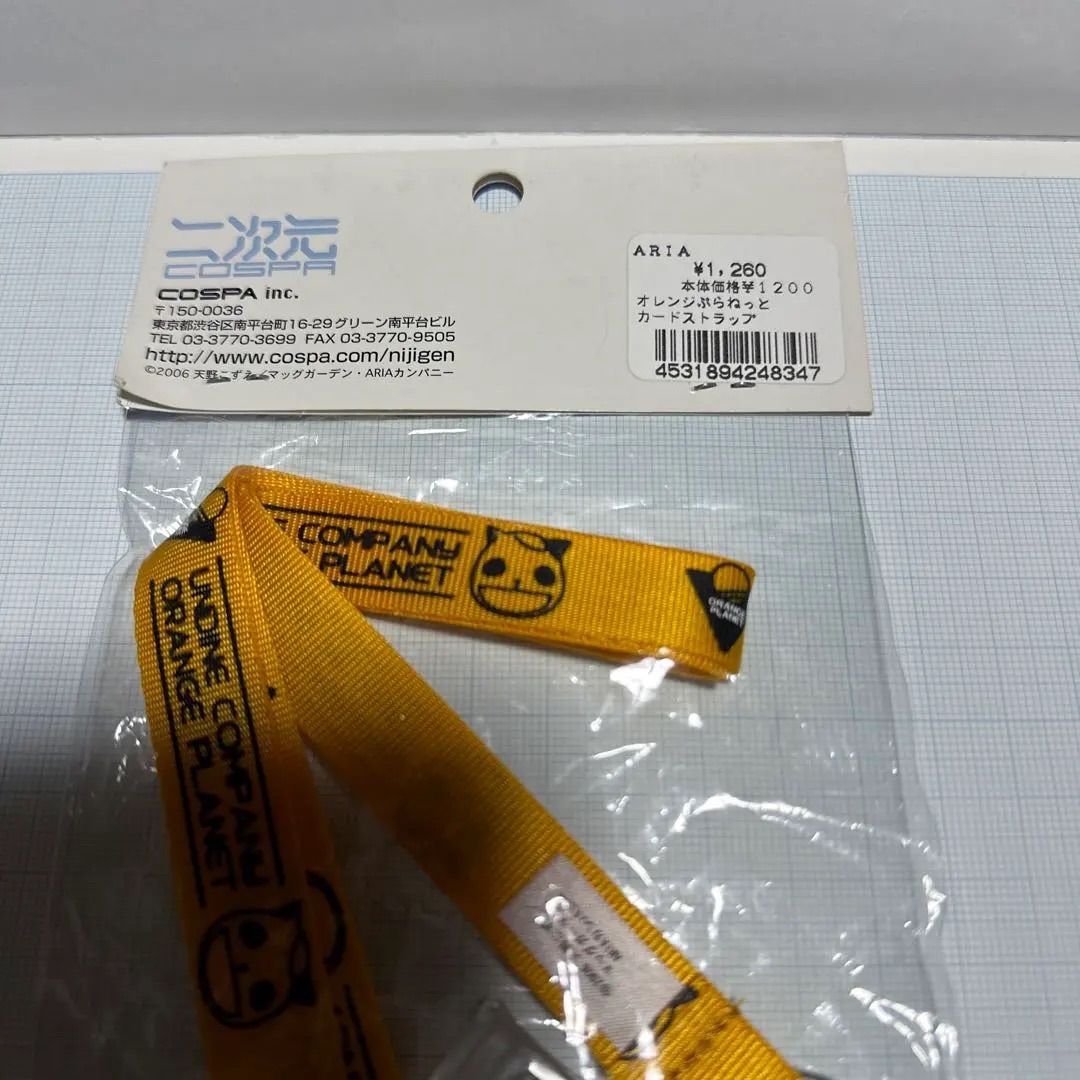 二次元
COSPA
COSPA inc.
〒150-0036
東京都渋谷区南平台町16-29グリーン南平台ビル
TEL 03-3770-3699 FAX 03-3770-9505
http://www.cospa.com/nijigen
©2006 天野こずえ/マッグガーデン・ARIAカンパニー
ARIA
¥1,260
本体価格¥1200
オレンジぷらねっと
カードストラップ
4531894248347
COMPANY
PLANET
ORANGE
PLANET
UNDINE COMPANY
ORANGE PLANET